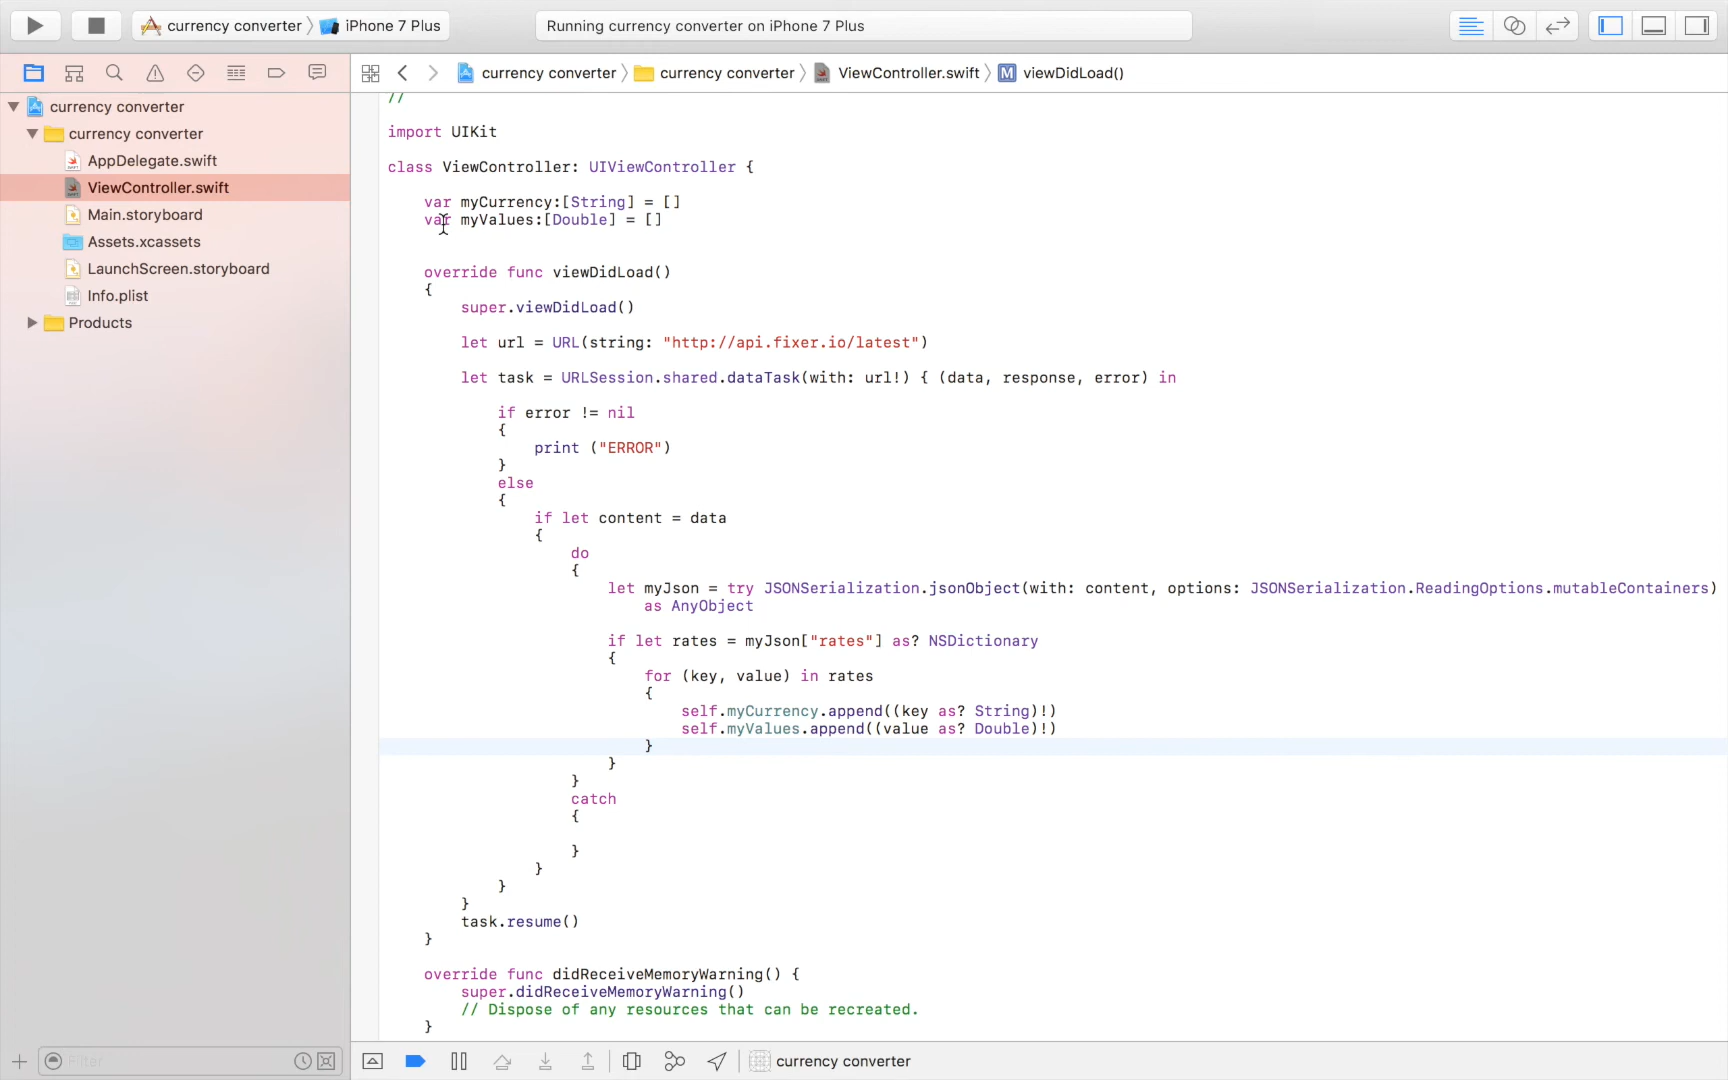 currency converter 〉 iPhone 7 Plus
Running currency converter on iPhone 7 Plus
currency converter 〉 currency converter 〉 ViewController.swift 〉 M viewDidLoad()
currency converter
currency converter
AppDelegate.swift
ViewController.swift
Main.storyboard
Assets.xcassets
LaunchScreen.storyboard
Info.plist
Products
//
import UIKit
class ViewController: UIViewController {
var myCurrency:[String] = []
var myValues:[Double] = []
override func viewDidLoad()
{
super.viewDidLoad()
let url = URL(string: "http://api.fixer.io/latest")
let task = URLSession.shared.dataTask(with: url!) { (data, response, error) in
if error != nil
{
print ("ERROR")
}
else
{
if let content = data
{
do
{
let myJson = try JSONSerialization.jsonObject(with: content, options: JSONSerialization.ReadingOptions.mutableContainers)
as AnyObject
if let rates = myJson["rates"] as? NSDictionary
{
for (key, value) in rates
{
self.myCurrency.append((key as? String)!)
self.myValues.append((value as? Double)!)
}
}
}
catch
{
}
}
}
}
task.resume()
}
override func didReceiveMemoryWarning() {
super.didReceiveMemoryWarning()
// Dispose of any resources that can be recreated.
}
Filter
currency converter